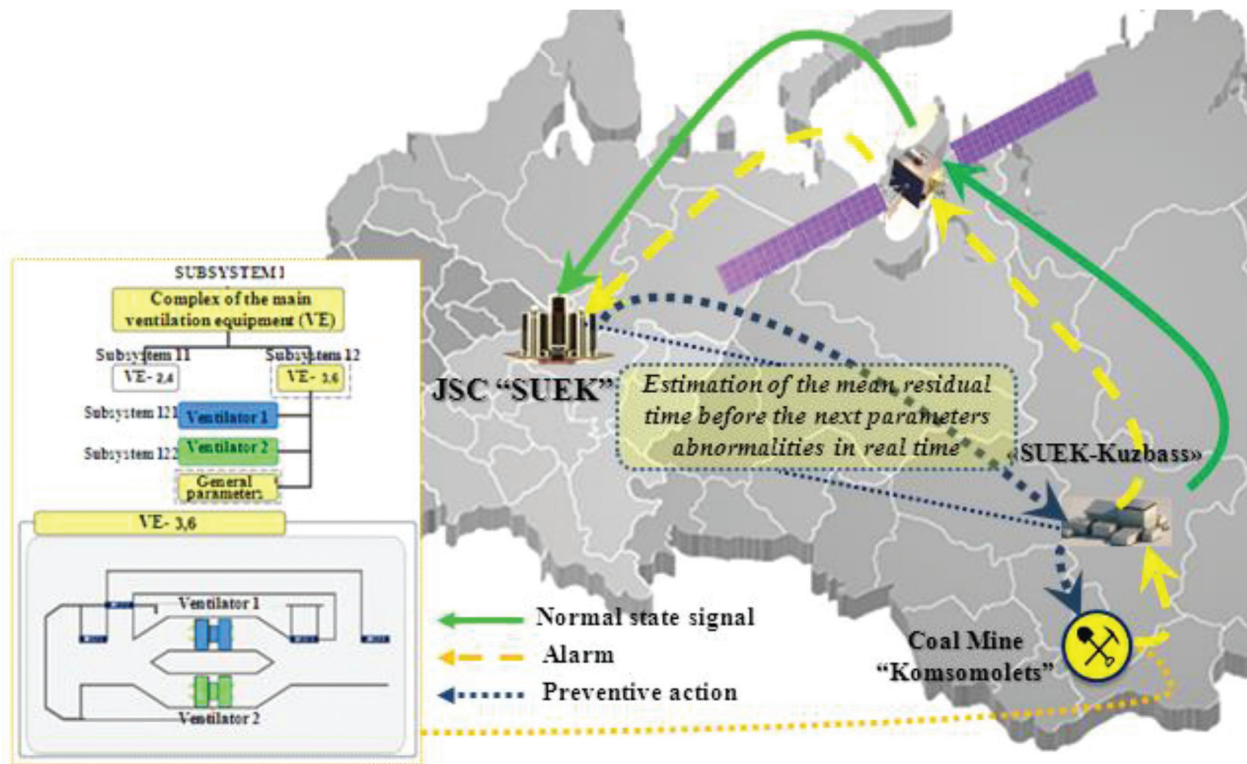 SUBSYSTEM 1
Complex of the main
ventilation equipment (VE)
Subsystem 11
Subsystem 12
VE- 2,4
VE- 3,6
Subsystem 121
Ventilator 1
Subsystem 122
Ventilator 2
General
parameters
VE- 3,6
Ventilator 1
Ventilator 2
JSC “SUEK”
Estimation of the mean residual
time before the next parameters
abnormalities in real time
«SUEK-Kuzbass»
Coal Mine
“Komsomolets”
Normal state signal
Alarm
Preventive action